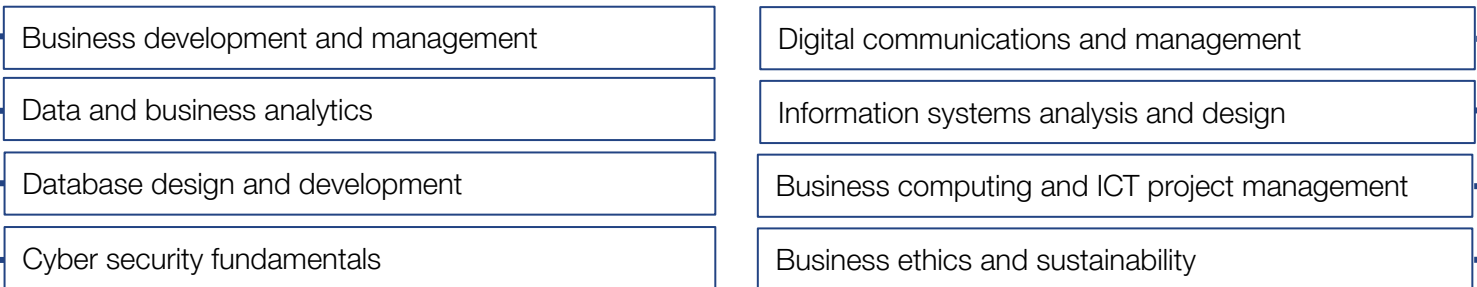 Business development and management
Data and business analytics
Database design and development
Cyber security fundamentals
Digital communications and management
Information systems analysis and design
Business computing and ICT project management
Business ethics and sustainability